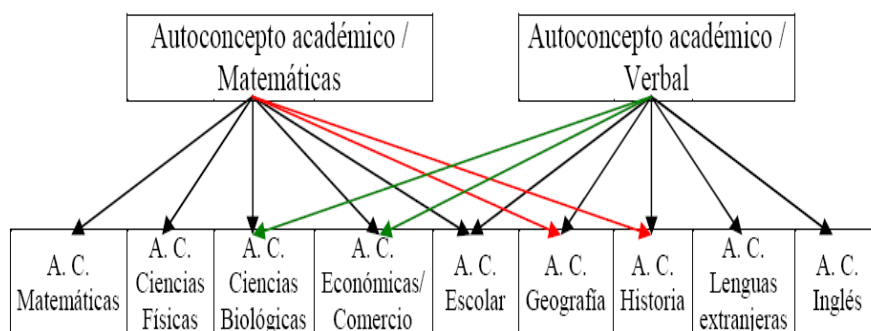 Autoconcepto académico /
Matemáticas
Autoconcepto académico /
Verbal
A. C.
Matemáticas
A. C.
Ciencias
Físicas
A. C.
Ciencias
Biológicas
A. C.
Económicas/
Comercio
A. C.
Escolar
A. C.
Geografía
A. C.
Historia
A. C.
Lenguas
extranjeras
A. C.
Inglés